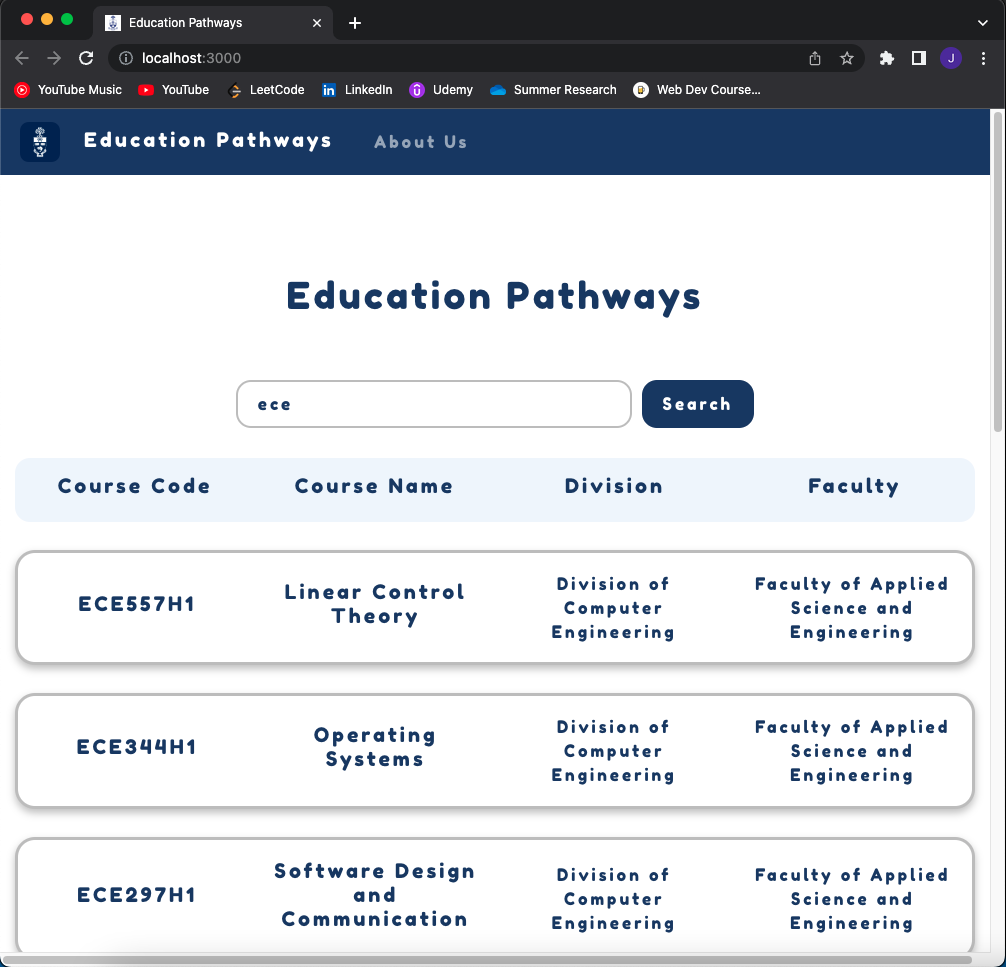 Education Pathways
localhost:3000
J
YouTube Music YouTube LeetCode LinkedIn Udemy Summer Research Web Dev Course...
Education Pathways About Us
Education Pathways
ece Search
Course Code Course Name Division Faculty
ECE557H1
Linear Control
Theory
Division of
Computer
Engineering
Faculty of Applied
Science and
Engineering
ECE344H1
Operating
Systems
Division of
Computer
Engineering
Faculty of Applied
Science and
Engineering
ECE297H1
Software Design
and
Communication
Division of
Computer
Engineering
Faculty of Applied
Science and
Engineering